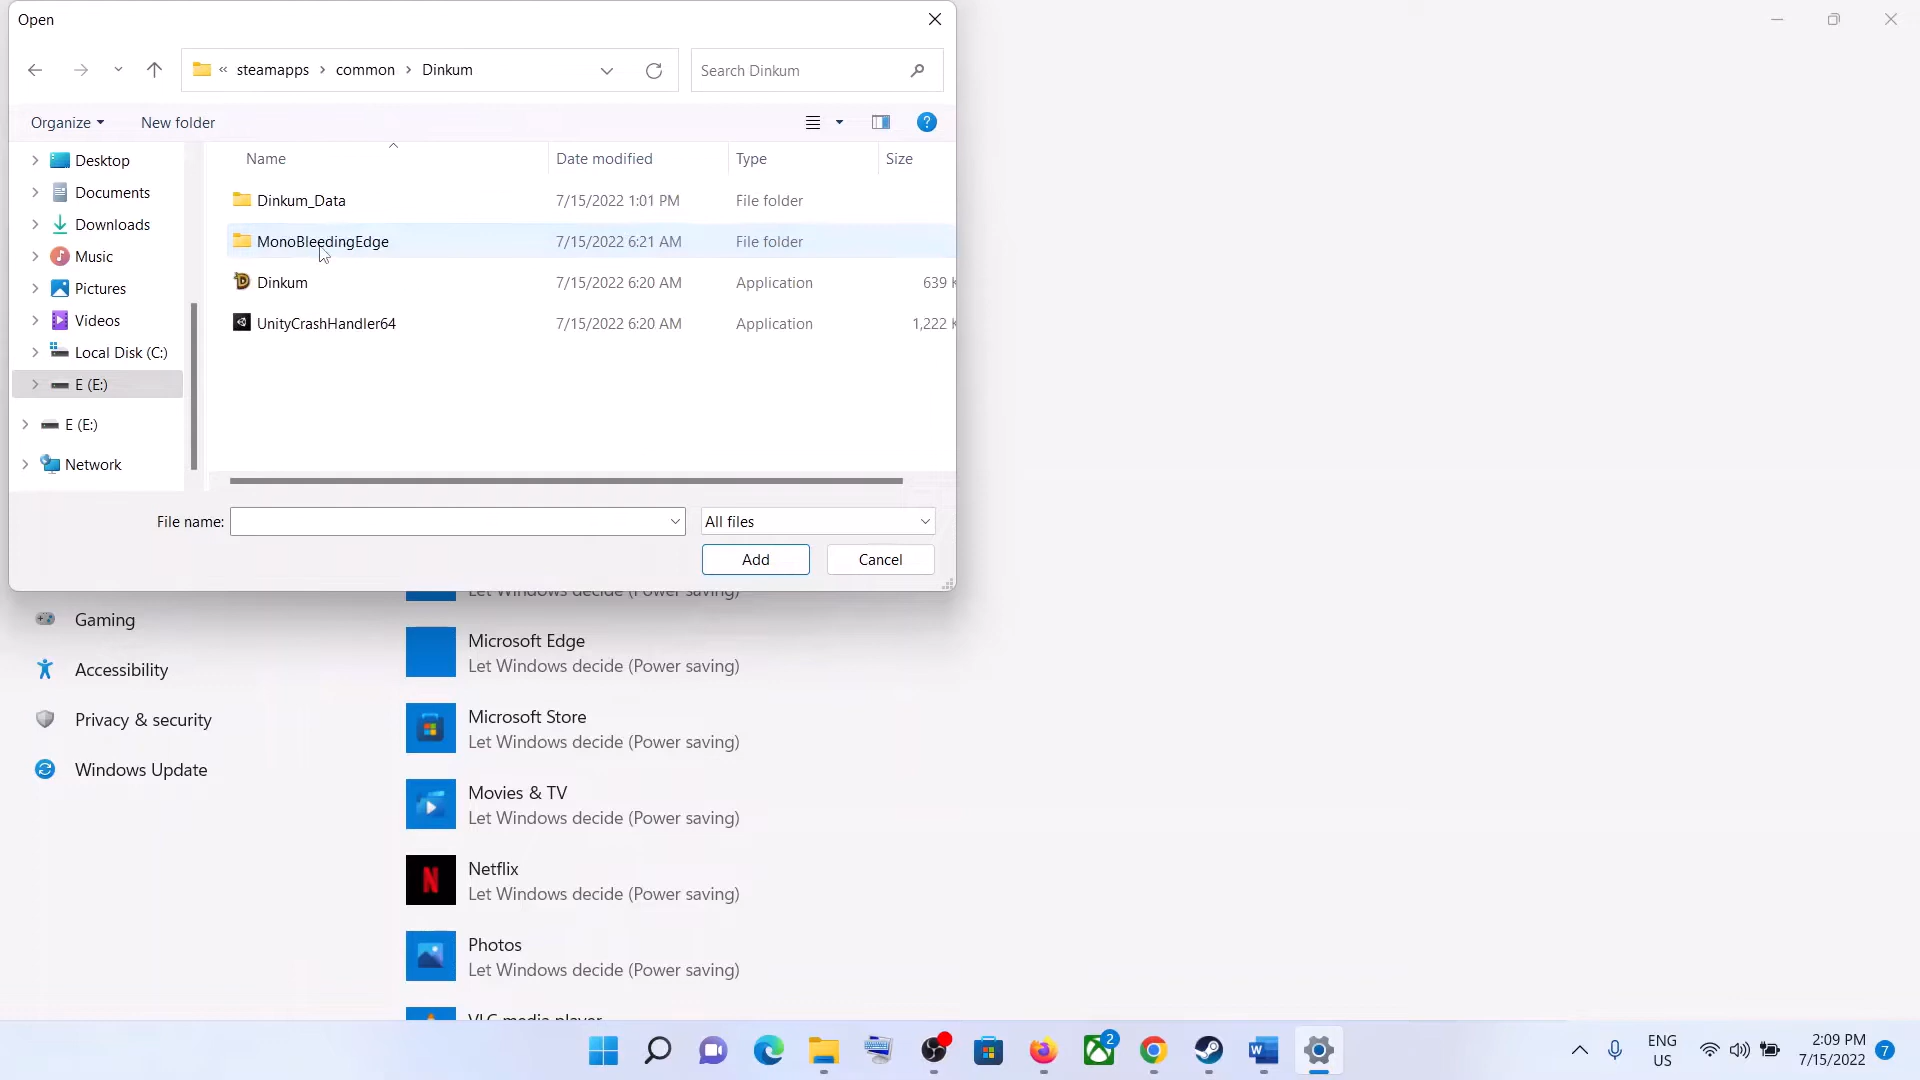 Open
« steamapps › common › Dinkum
Search Dinkum
Organize
New folder
?
Name
Date modified
Type
Size
Desktop
Documents
Downloads
Music
Pictures
Videos
Local Disk (C:)
E (E:)
E (E:)
Network
Dinkum_Data 7/15/2022 1:01 PM File folder
MonoBleedingEdge 7/15/2022 6:21 AM File folder
Dinkum 7/15/2022 6:20 AM Application 639 K
UnityCrashHandler64 7/15/2022 6:20 AM Application 1,222 K
File name:
All files
Add
Cancel
Let Windows decide (Power saving)
Gaming
Accessibility
Privacy & security
Windows Update
Microsoft Edge
Let Windows decide (Power saving)
Microsoft Store
Let Windows decide (Power saving)
Movies & TV
Let Windows decide (Power saving)
Netflix
Let Windows decide (Power saving)
Photos
Let Windows decide (Power saving)
VLC media player
2
ENG
US
2:09 PM
7/15/2022
7